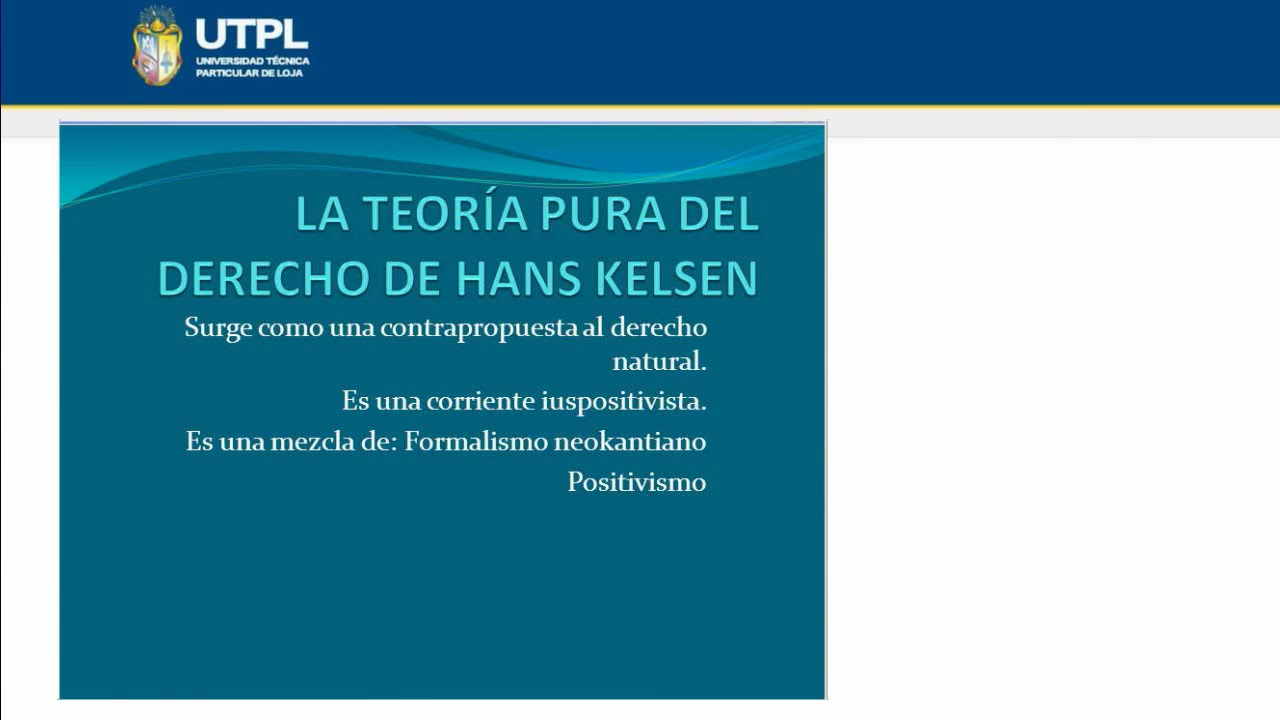 UTPL
UNIVERSIDAD TÉCNICA
PARTICULAR DE LOJA
LA TEORÍA PURA DEL
DERECHO DE HANS KELSEN
Surge como una contrapropuesta al derecho
natural.
Es una corriente iuspositivista.
Es una mezcla de: Formalismo neokantiano
Positivismo